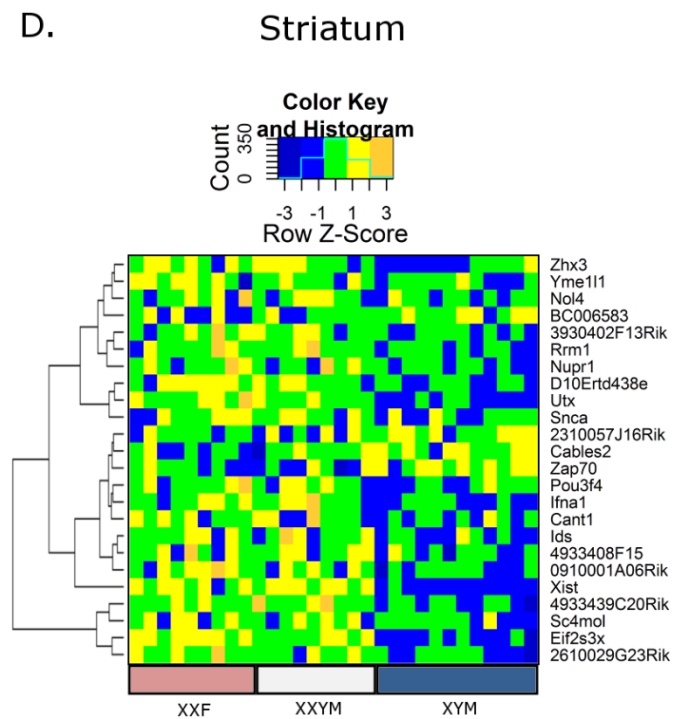 D.
Striatum
Color Key
and Histogram
Count
0 350
-3 -1 1 3
Row Z-Score
Zhx3
Yme1l1
Nol4
BC006583
3930402F13Rik
Rrm1
Nupr1
D10Ertd438e
Utx
Snca
2310057J16Rik
Cables2
Zap70
Pou3f4
Ifna1
Cant1
Ids
4933408F15
0910001A06Rik
Xist
4933439C20Rik
Sc4mol
Eif2s3x
2610029G23Rik
XXF XXYM XYM